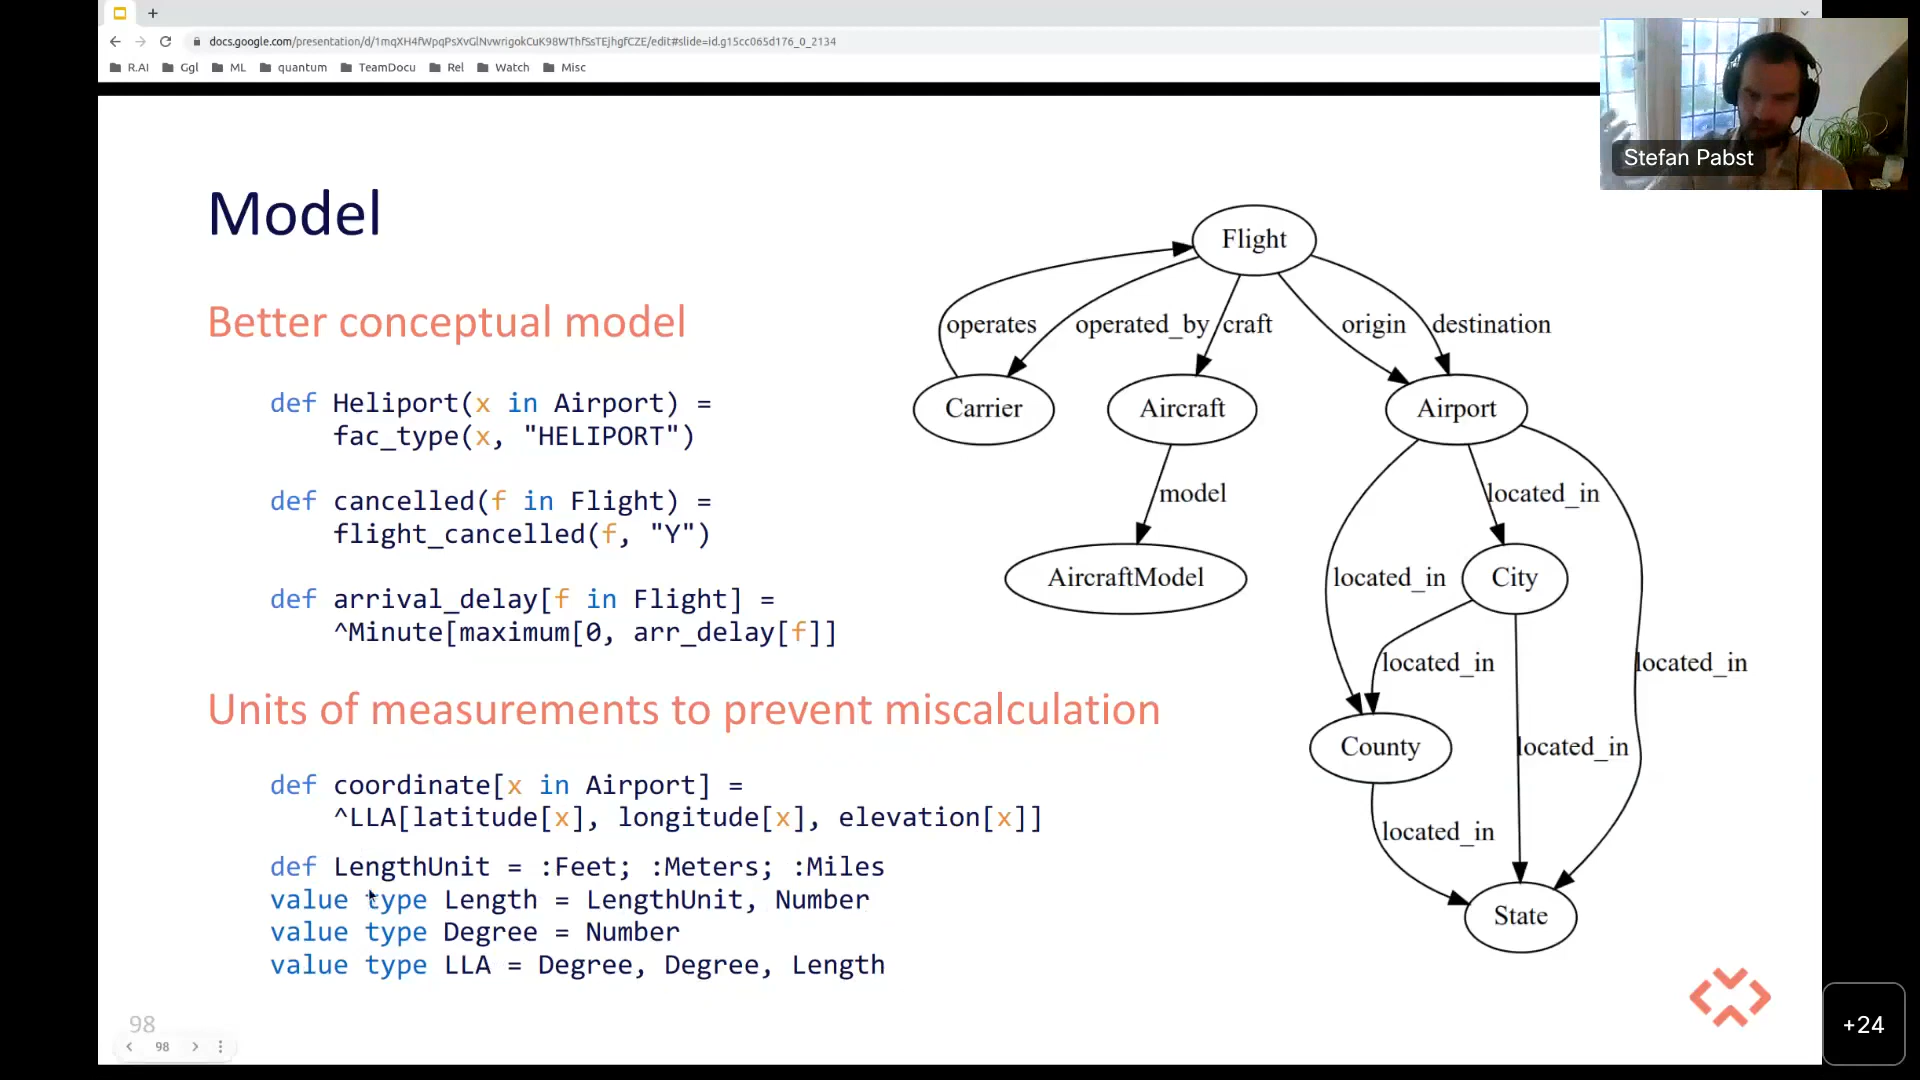 docs.google.com/presentation/d/1mqXH4fWpqPsXvGlNvwrigokCuK98WThfSsTEjhgfCZE/edit#slide=id.g15cc065d176_0_2134
R.AI Ggl ML quantum TeamDocu Rel Watch Misc
Stefan Pabst
Model
Better conceptual model
def Heliport(x in Airport) =
fac_type(x, "HELIPORT")
def cancelled(f in Flight) =
flight_cancelled(f, "Y")
def arrival_delay[f in Flight] =
^Minute[maximum[0, arr_delay[f]]
Units of measurements to prevent miscalculation
def coordinate[x in Airport] =
^LLA[latitude[x], longitude[x], elevation[x]]
def LengthUnit = :Feet; :Meters; :Miles
value type Length = LengthUnit, Number
value type Degree = Number
value type LLA = Degree, Degree, Length
Flight
operates
operated_by
craft
origin
destination
Carrier
Aircraft
Airport
model
located_in
AircraftModel
located_in
City
located_in
located_in
County
located_in
located_in
State
98
98
+24